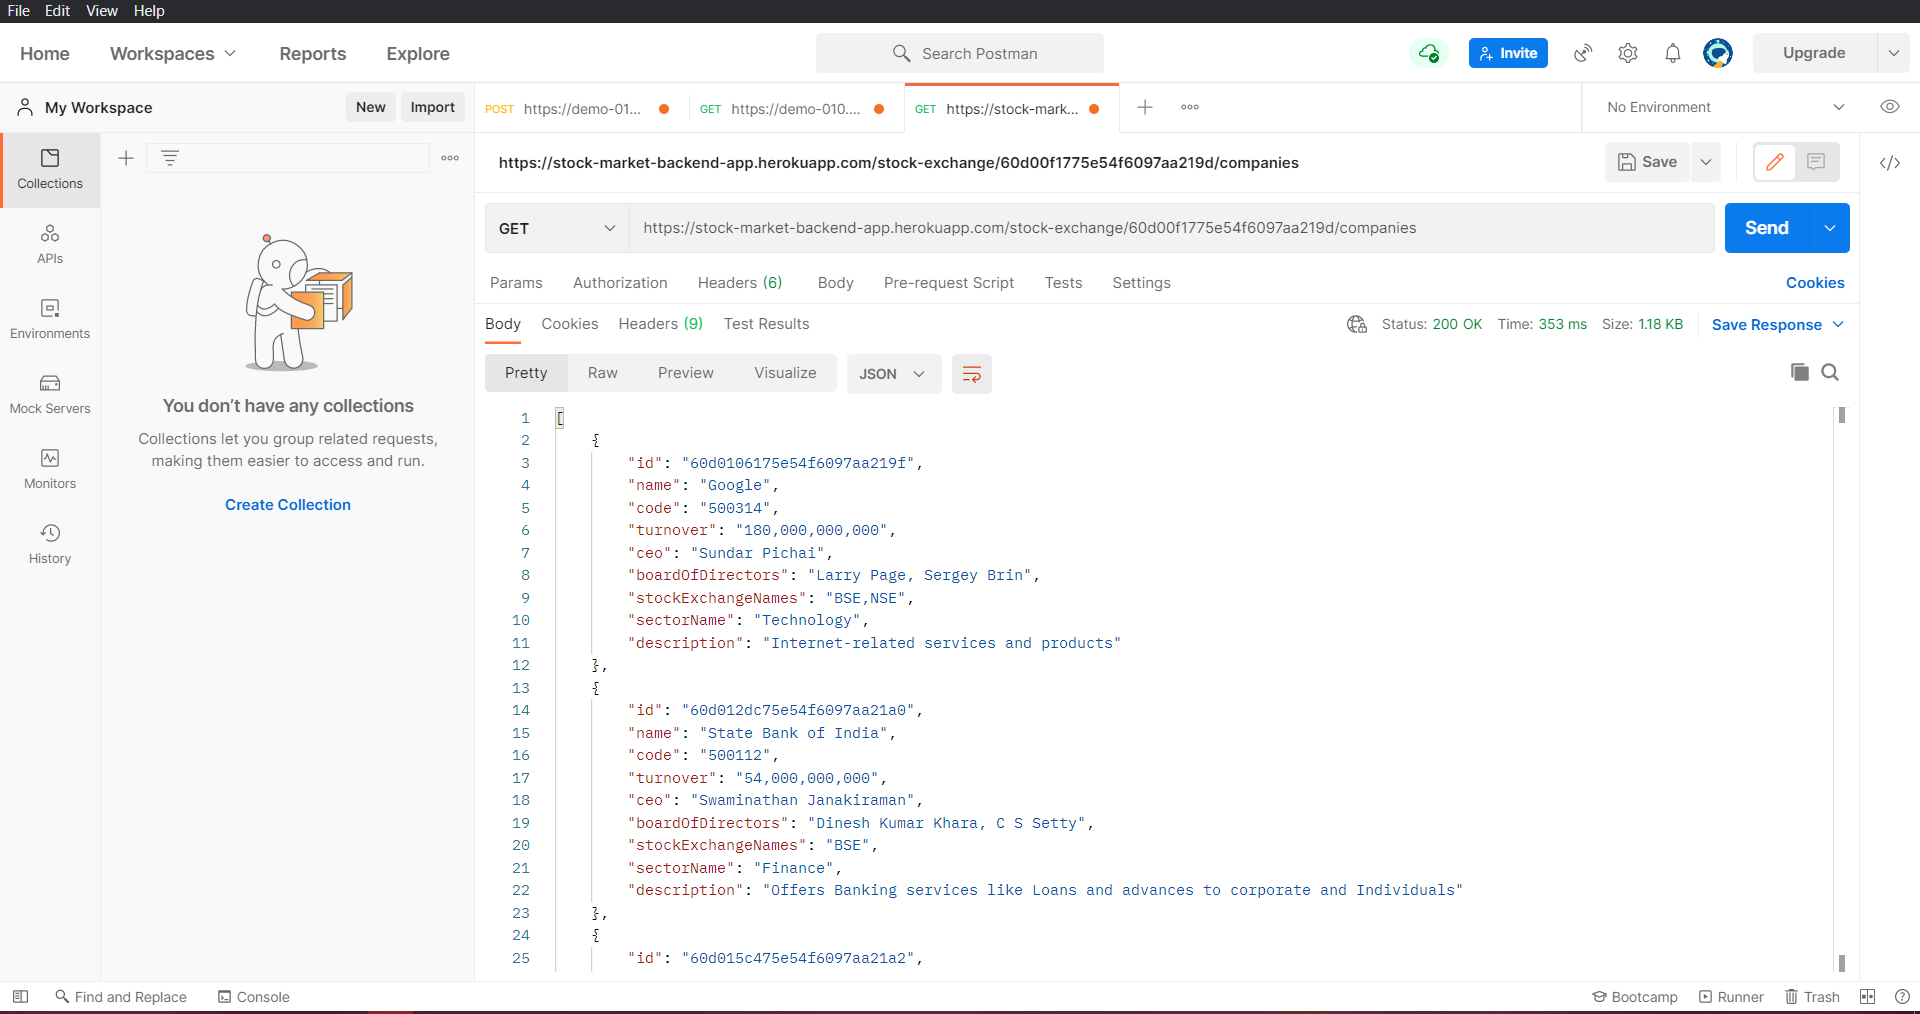 File Edit View Help
Home Workspaces Reports Explore Search Postman Invite Upgrade
My Workspace New Import POST https://demo-01... GET https://demo-010.... GET https://stock-mark... No Environment
https://stock-market-backend-app.herokuapp.com/stock-exchange/60d00f1775e54f6097aa219d/companies Save
GET https://stock-market-backend-app.herokuapp.com/stock-exchange/60d00f1775e54f6097aa219d/companies Send
Params Authorization Headers (6) Body Pre-request Script Tests Settings Cookies
Body Cookies Headers (9) Test Results Status: 200 OK Time: 353 ms Size: 1.18 KB Save Response
Pretty Raw Preview Visualize JSON
Collections
APIs
Environments
Mock Servers
Monitors
History
You don’t have any collections
Collections let you group related requests,
making them easier to access and run.
Create Collection
1 [
2 {
3 "id": "60d0106175e54f6097aa219f",
4 "name": "Google",
5 "code": "500314",
6 "turnover": "180,000,000,000",
7 "ceo": "Sundar Pichai",
8 "boardOfDirectors": "Larry Page, Sergey Brin",
9 "stockExchangeNames": "BSE,NSE",
10 "sectorName": "Technology",
11 "description": "Internet-related services and products"
12 },
13 {
14 "id": "60d012dc75e54f6097aa21a0",
15 "name": "State Bank of India",
16 "code": "500112",
17 "turnover": "54,000,000,000",
18 "ceo": "Swaminathan Janakiraman",
19 "boardOfDirectors": "Dinesh Kumar Khara, C S Setty",
20 "stockExchangeNames": "BSE",
21 "sectorName": "Finance",
22 "description": "Offers Banking services like Loans and advances to corporate and Individuals"
23 },
24 {
25 "id": "60d015c475e54f6097aa21a2",
Find and Replace Console Bootcamp Runner Trash